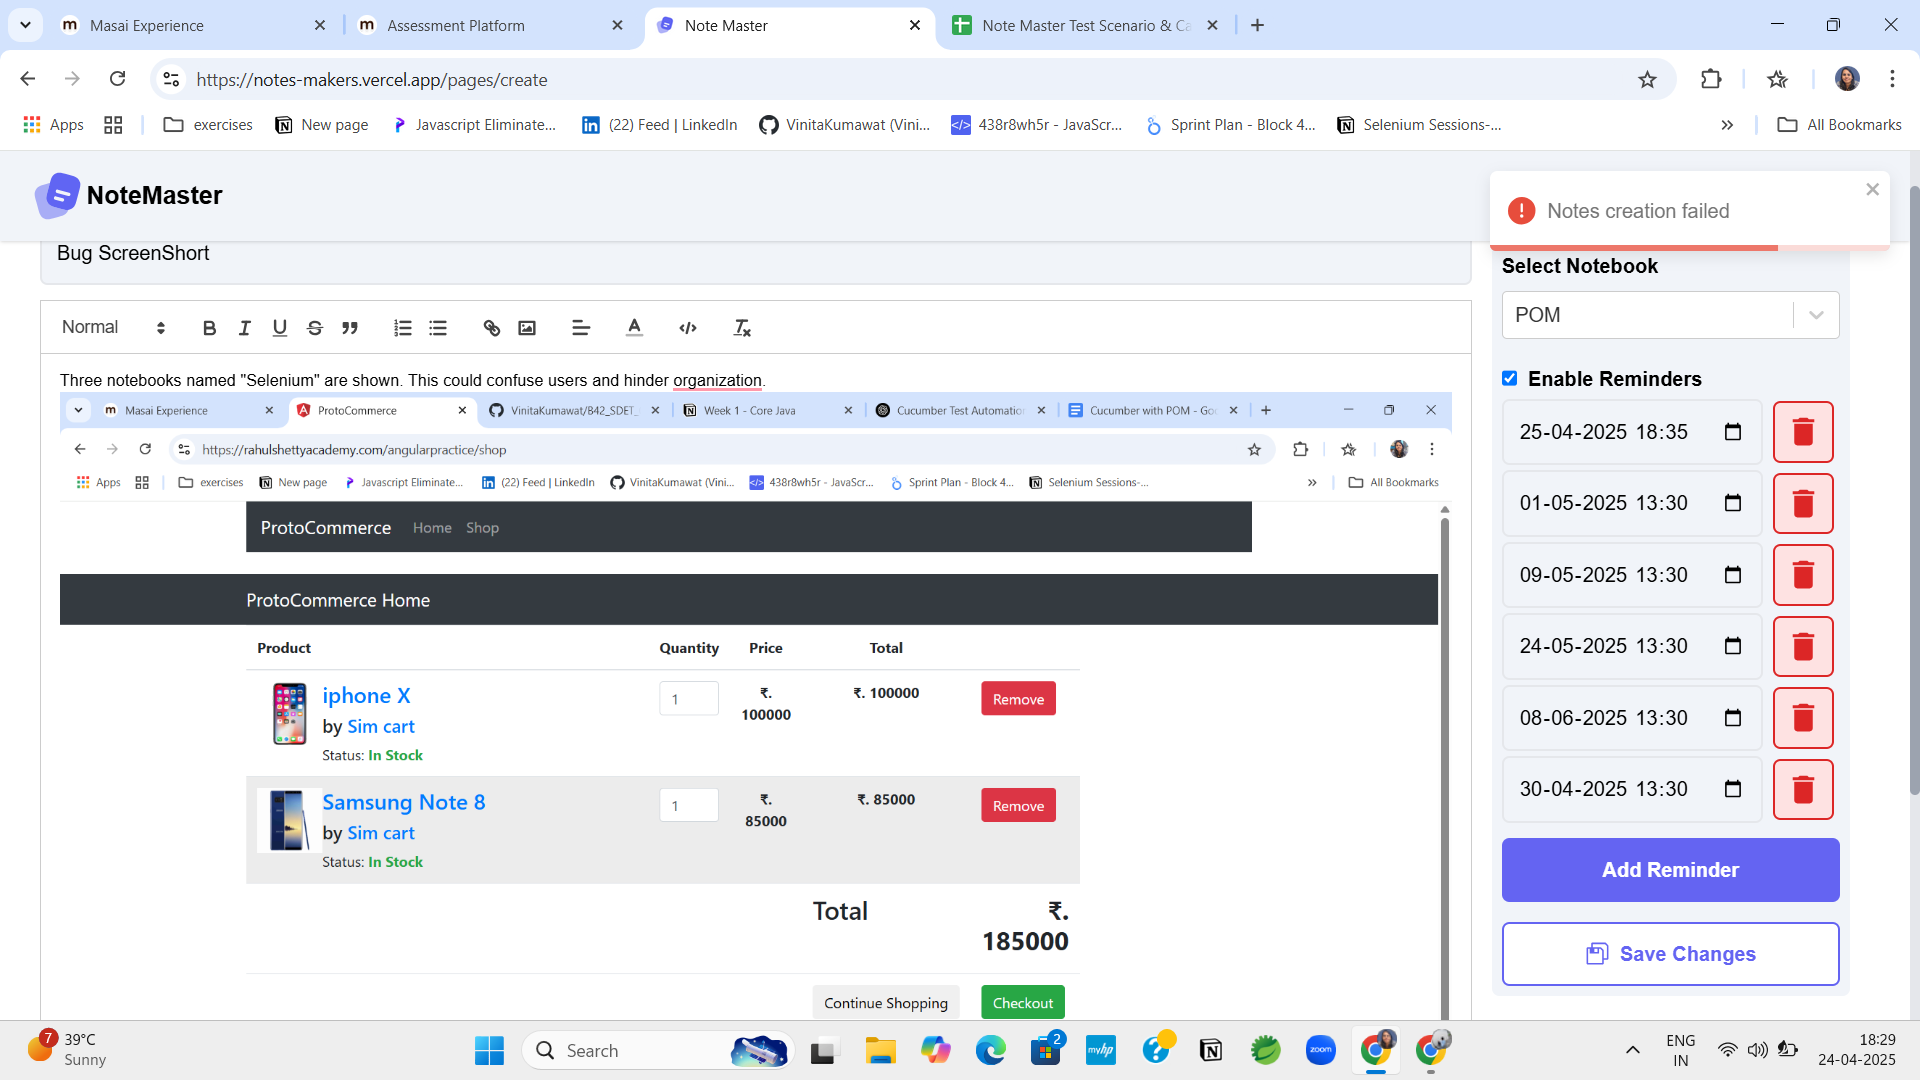 Masai Experience
Assessment Platform
Note Master
Note Master Test Scenario & Ca
https://notes-makers.vercel.app/pages/create
Apps
exercises
New page
Javascript Eliminate...
(22) Feed | LinkedIn
VinitaKumawat (Vini...
438r8wh5r - JavaScr...
Sprint Plan - Block 4...
Selenium Sessions-...
All Bookmarks
NoteMaster
Notes creation failed
Bug ScreenShort
Select Notebook
POM
Normal
Three notebooks named "Selenium" are shown. This could confuse users and hinder organization.
Masai Experience
ProtoCommerce
VinitaKumawat/B42_SDET_
Week 1 - Core Java
Cucumber Test Automatio
Cucumber with POM - Goo
https://rahulshettyacademy.com/angularpractice/shop
Apps
exercises
New page
Javascript Eliminate...
(22) Feed | LinkedIn
VinitaKumawat (Vini...
438r8wh5r - JavaScr...
Sprint Plan - Block 4...
Selenium Sessions-...
All Bookmarks
ProtoCommerce Home Shop
ProtoCommerce Home
Product Quantity Price Total
iphone X
by Sim cart
Status: In Stock
1
₹.
100000
₹. 100000
Remove
Samsung Note 8
by Sim cart
Status: In Stock
1
₹.
85000
₹. 85000
Remove
Total
₹.
185000
Continue Shopping
Checkout
Enable Reminders
25-04-2025 18:35
01-05-2025 13:30
09-05-2025 13:30
24-05-2025 13:30
08-06-2025 13:30
30-04-2025 13:30
Add Reminder
Save Changes
7
39°C
Sunny
Search
2
myhp
zoom
ENG
IN
18:29
24-04-2025